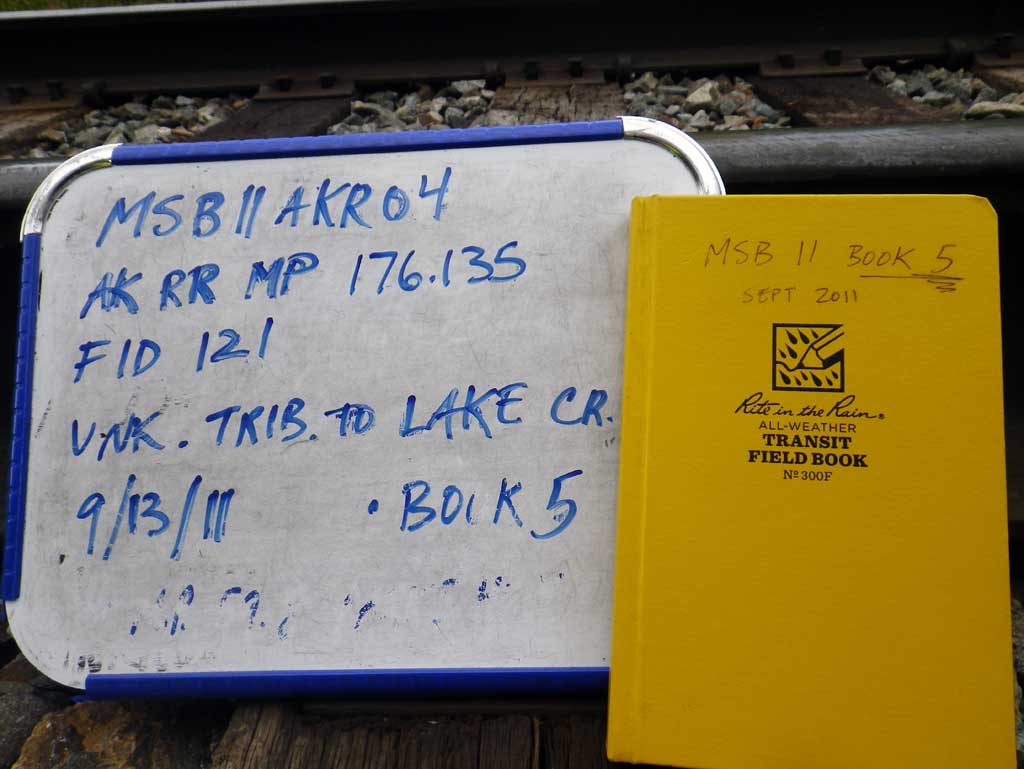 MSB11AKR04
AK RR MP 176.135
FID 121
UNK. TRIB. TO LAKE CR.
9/13/11 • BOOK 5
MSB 11 BOOK 5
SEPT 2011
Rite in the Rain®
ALL-WEATHER
TRANSIT
FIELD BOOK
Nº 300F